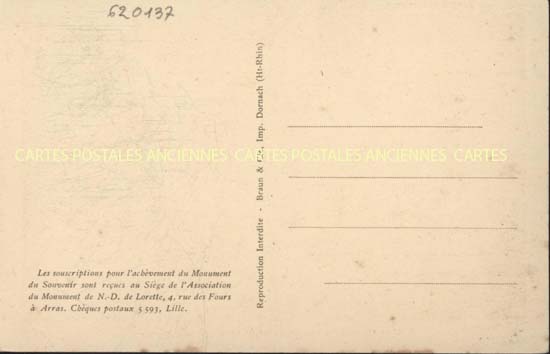 620137
CARTES POSTALES ANCIENNES CARTES POSTALES ANCIENNES CARTES
Les souscriptions pour l'achèvement du Monument
du Souvenir sont reçues au Siège de l'Association
du Monument de N.-D. de Lorette, 4, rue des Fours
à Arras. Chèques postaux 5 593, Lille.
Reproduction Interdite - Braun & Cie, Imp. Dornach (Ht-Rhin)